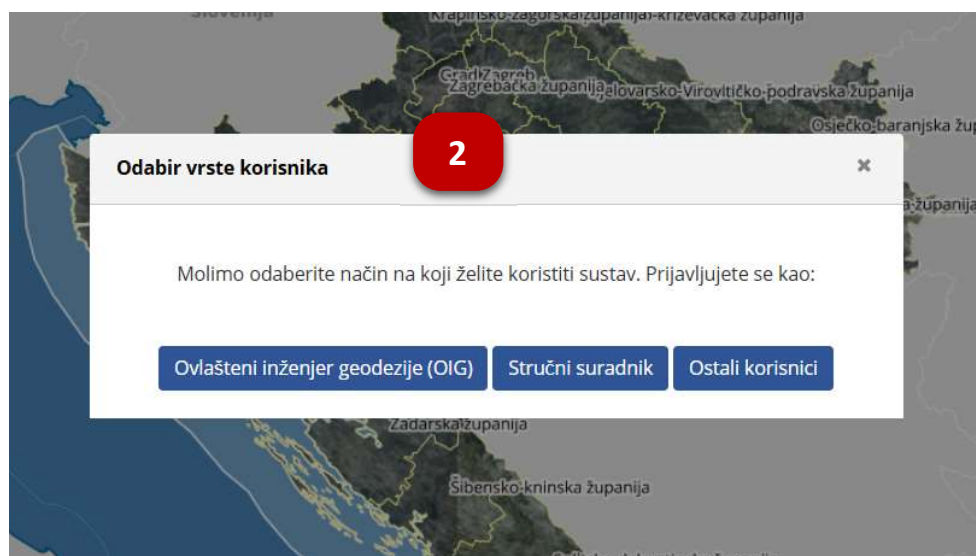 Slovenija
Krapinsko-zagorska županija
-križevačka županija
Grad Zagreb
Zagrebačka županija
jelovarsko-
Virovitičko-podravska županija
Osječko-baranjska žup
2
Odabir vrste korisnika
×
a županija
Molimo odaberite način na koji želite koristiti sustav. Prijavljujete se kao:
Ovlašteni inženjer geodezije (OIG) Stručni suradnik Ostali korisnici
Zadarska županija
Šibensko-kninska županija